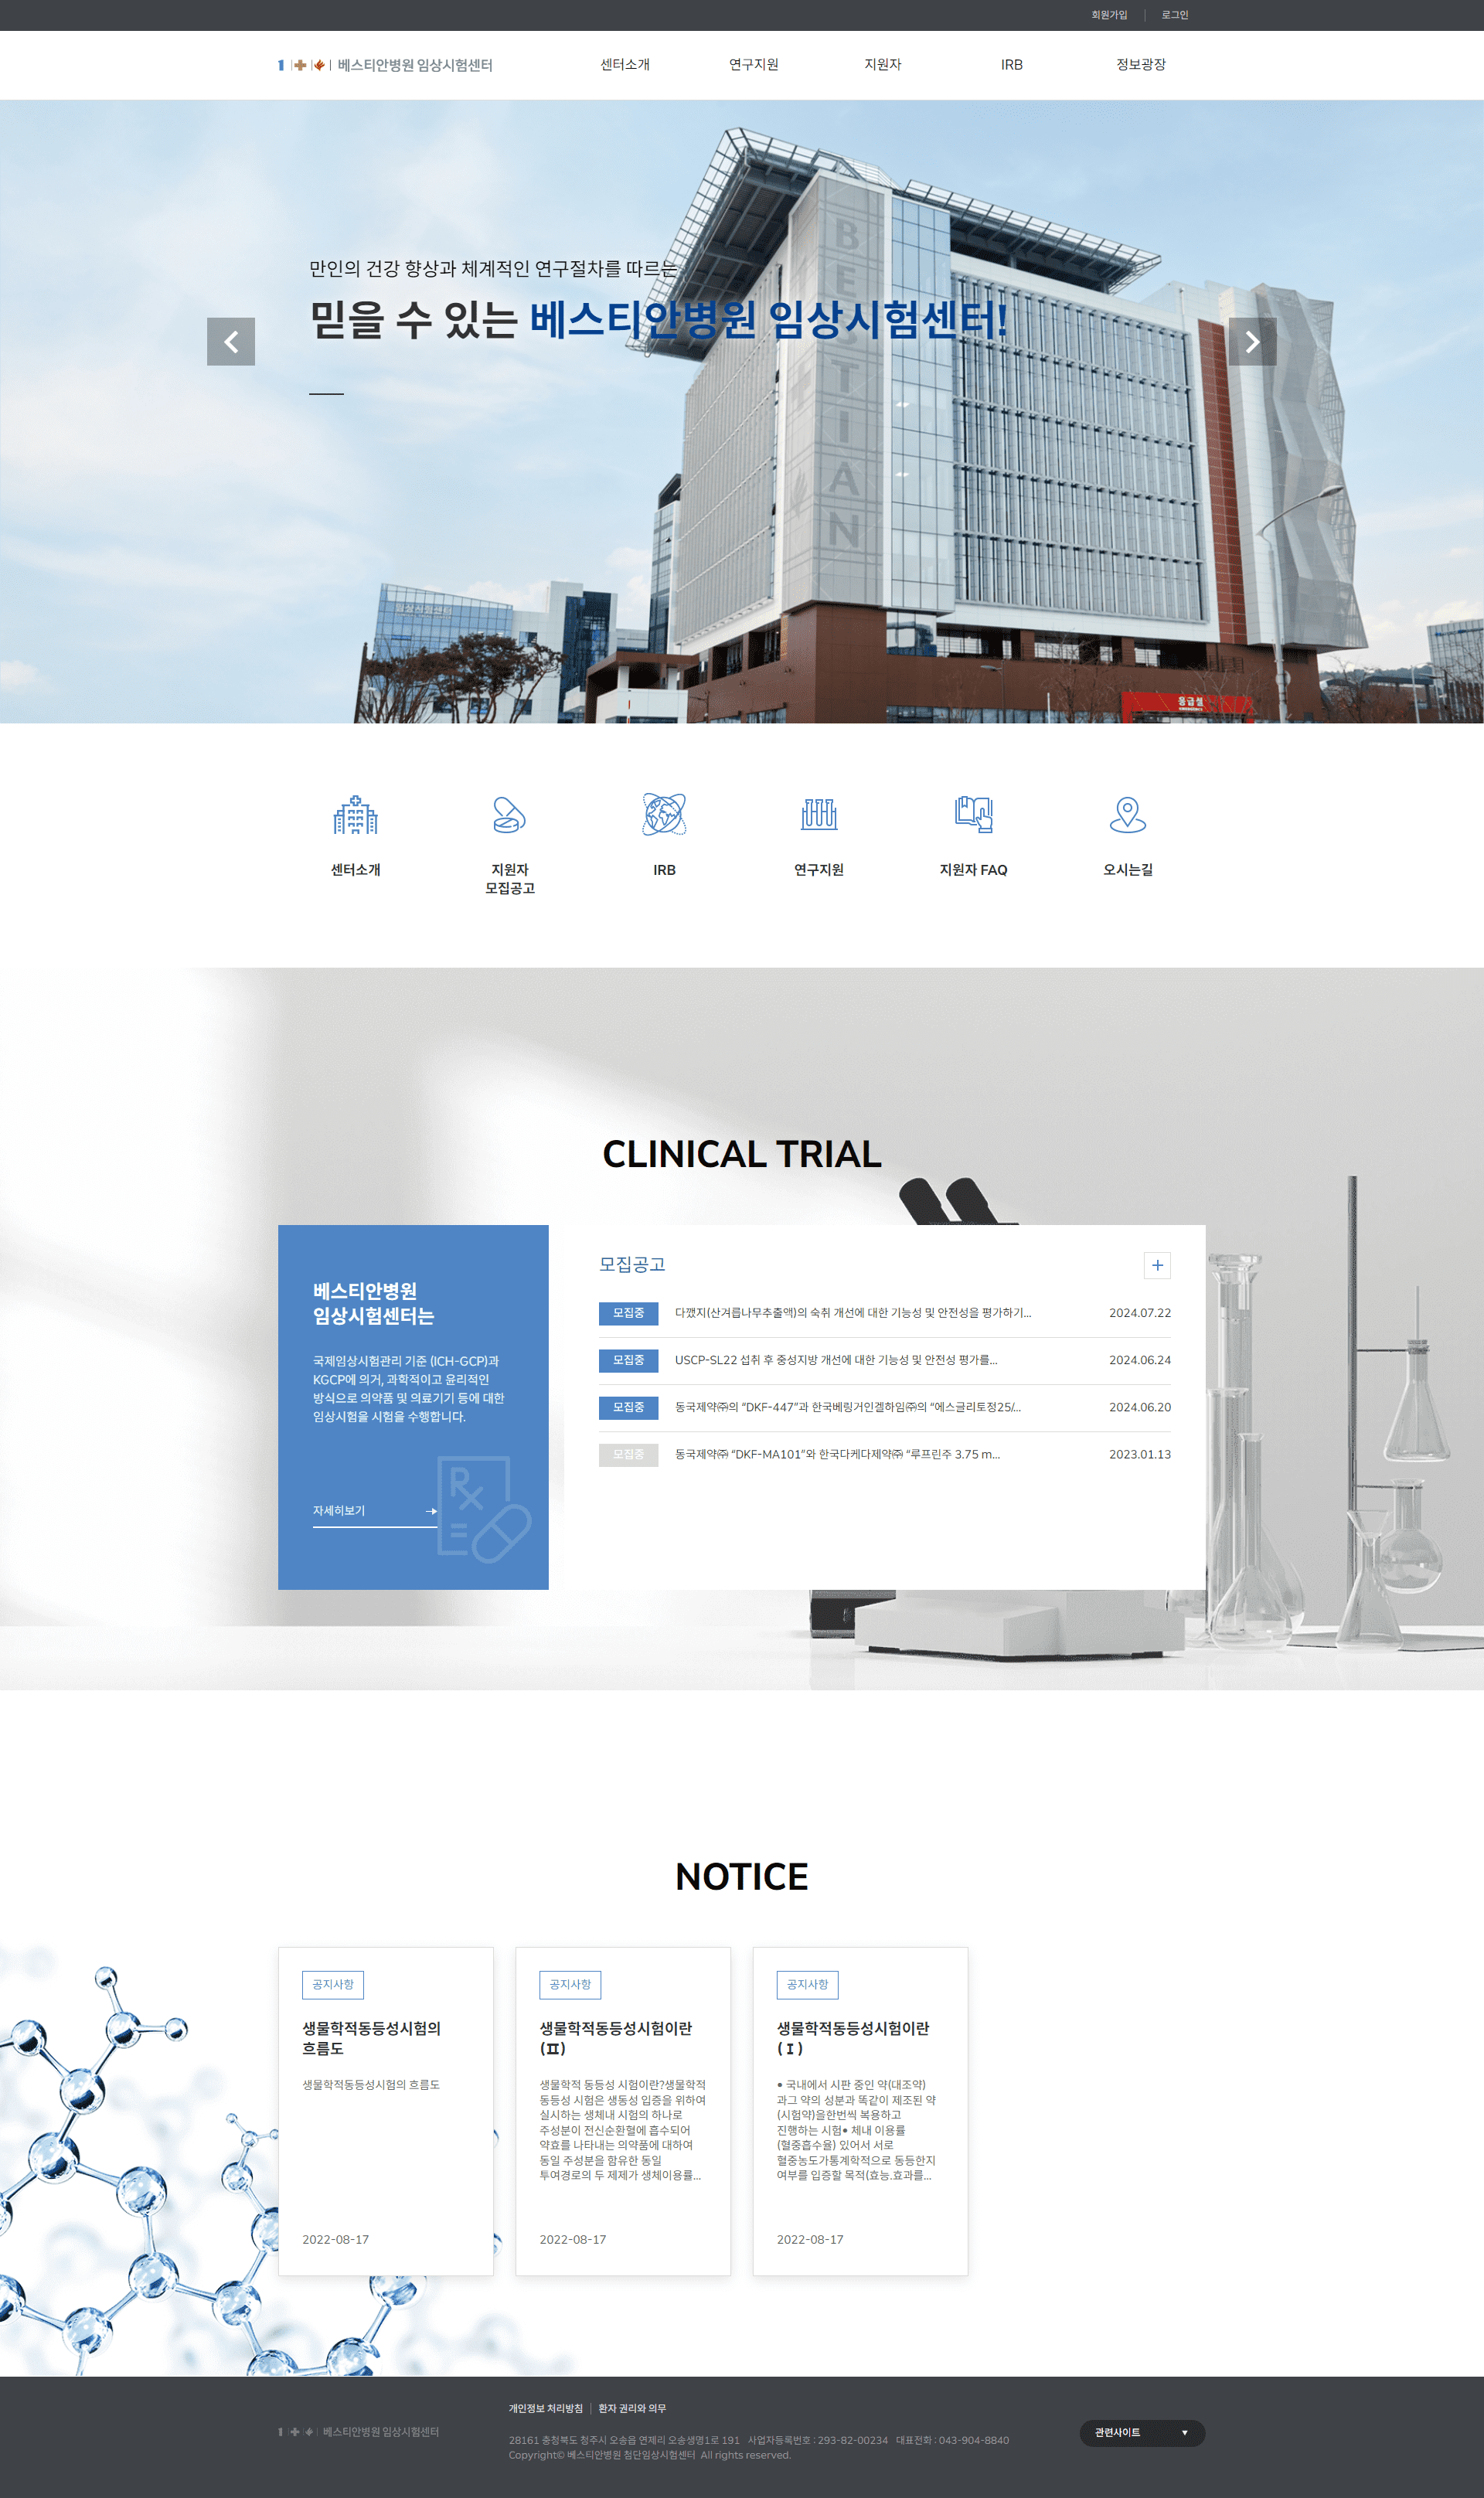 회원가입
로그인
베스티안병원 임상시험센터
센터소개
연구지원
지원자
IRB
정보광장
만인의 건강 향상과 체계적인 연구절차를 따르는
믿을 수 있는 베스티안병원 임상시험센터!
BESTIAN
임상시험센터
응급실
센터소개
지원자
모집공고
IRB
연구지원
지원자 FAQ
오시는길
CLINICAL TRIAL
베스티안병원
임상시험센터는
국제임상시험관리 기준 (ICH-GCP)과
KGCP에 의거, 과학적이고 윤리적인
방식으로 의약품 및 의료기기 등에 대한
임상시험을 시험을 수행합니다.
자세히보기
모집공고
모집중 다깼지(산겨릅나무추출액)의 숙취 개선에 대한 기능성 및 안전성을 평가하기... 2024.07.22
모집중 USCP-SL22 섭취 후 중성지방 개선에 대한 기능성 및 안전성 평가를... 2024.06.24
모집중 동국제약㈜의 “DKF-447”과 한국베링거인겔하임㈜의 “에스글리토정25/... 2024.06.20
모집중 동국제약㈜ “DKF-MA101”와 한국다케다제약㈜ “루프린주 3.75 m... 2023.01.13
NOTICE
공지사항
생물학적동등성시험의
흐름도
생물학적동등성시험의 흐름도
2022-08-17
공지사항
생물학적동등성시험이란
(Ⅱ)
생물학적 동등성 시험이란?생물학적
동등성 시험은 생동성 입증을 위하여
실시하는 생체내 시험의 하나로
주성분이 전신순환혈에 흡수되어
약효를 나타내는 의약품에 대하여
동일 주성분을 함유한 동일
투여경로의 두 제제가 생체이용률...
2022-08-17
공지사항
생물학적동등성시험이란
(Ⅰ)
• 국내에서 시판 중인 약(대조약)
과그 약의 성분과 똑같이 제조된 약
(시험약)을한번씩 복용하고
진행하는 시험• 체내 이용률
(혈중흡수율) 있어서 서로
혈중농도가통계학적으로 동등한지
여부를 입증할 목적(효능.효과를...
2022-08-17
베스티안병원 임상시험센터
개인정보 처리방침
환자 권리와 의무
28161 충청북도 청주시 오송읍 연제리 오송생명1로 191 사업자등록번호 : 293-82-00234 대표전화 : 043-904-8840
Copyright© 베스티안병원 첨단임상시험센터 All rights reserved.
관련사이트